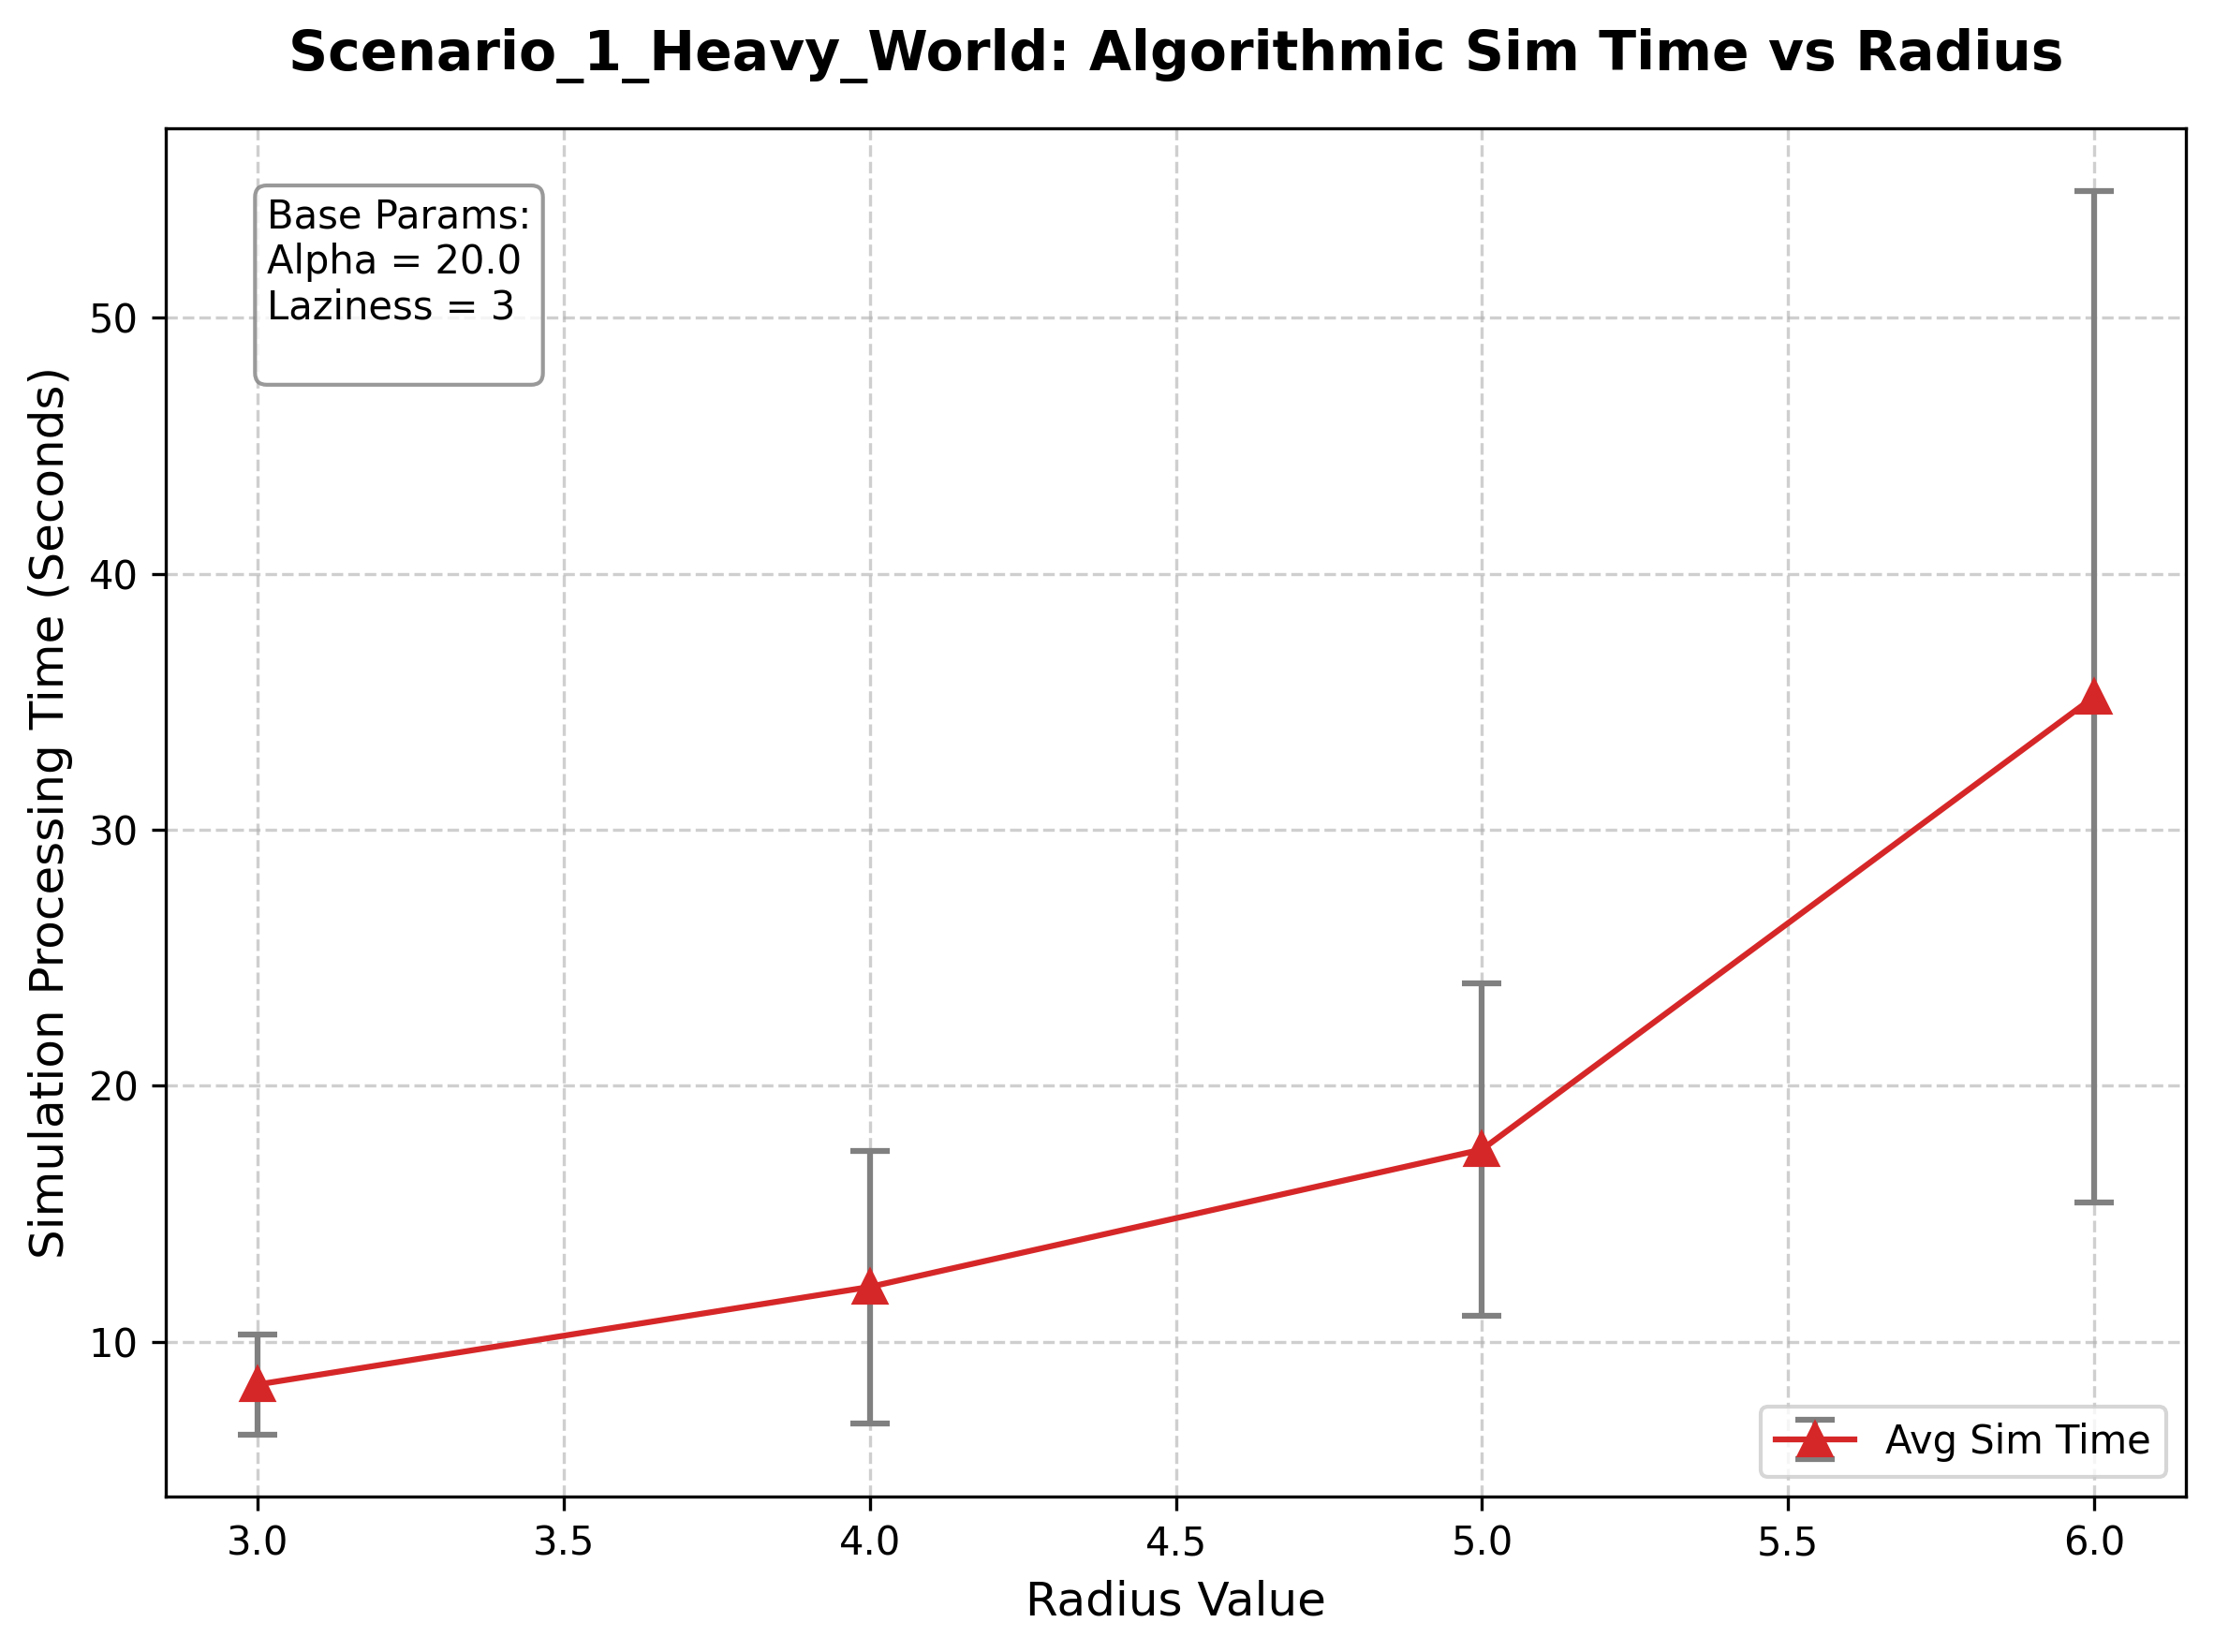 Scenario_1_Heavy_World: Algorithmic Sim Time vs Radius
Base Params:
Alpha = 20.0
Laziness = 3
Simulation Processing Time (Seconds)
50
40
30
20
10
Avg Sim Time
3.0 3.5 4.0 4.5 5.0 5.5 6.0
Radius Value